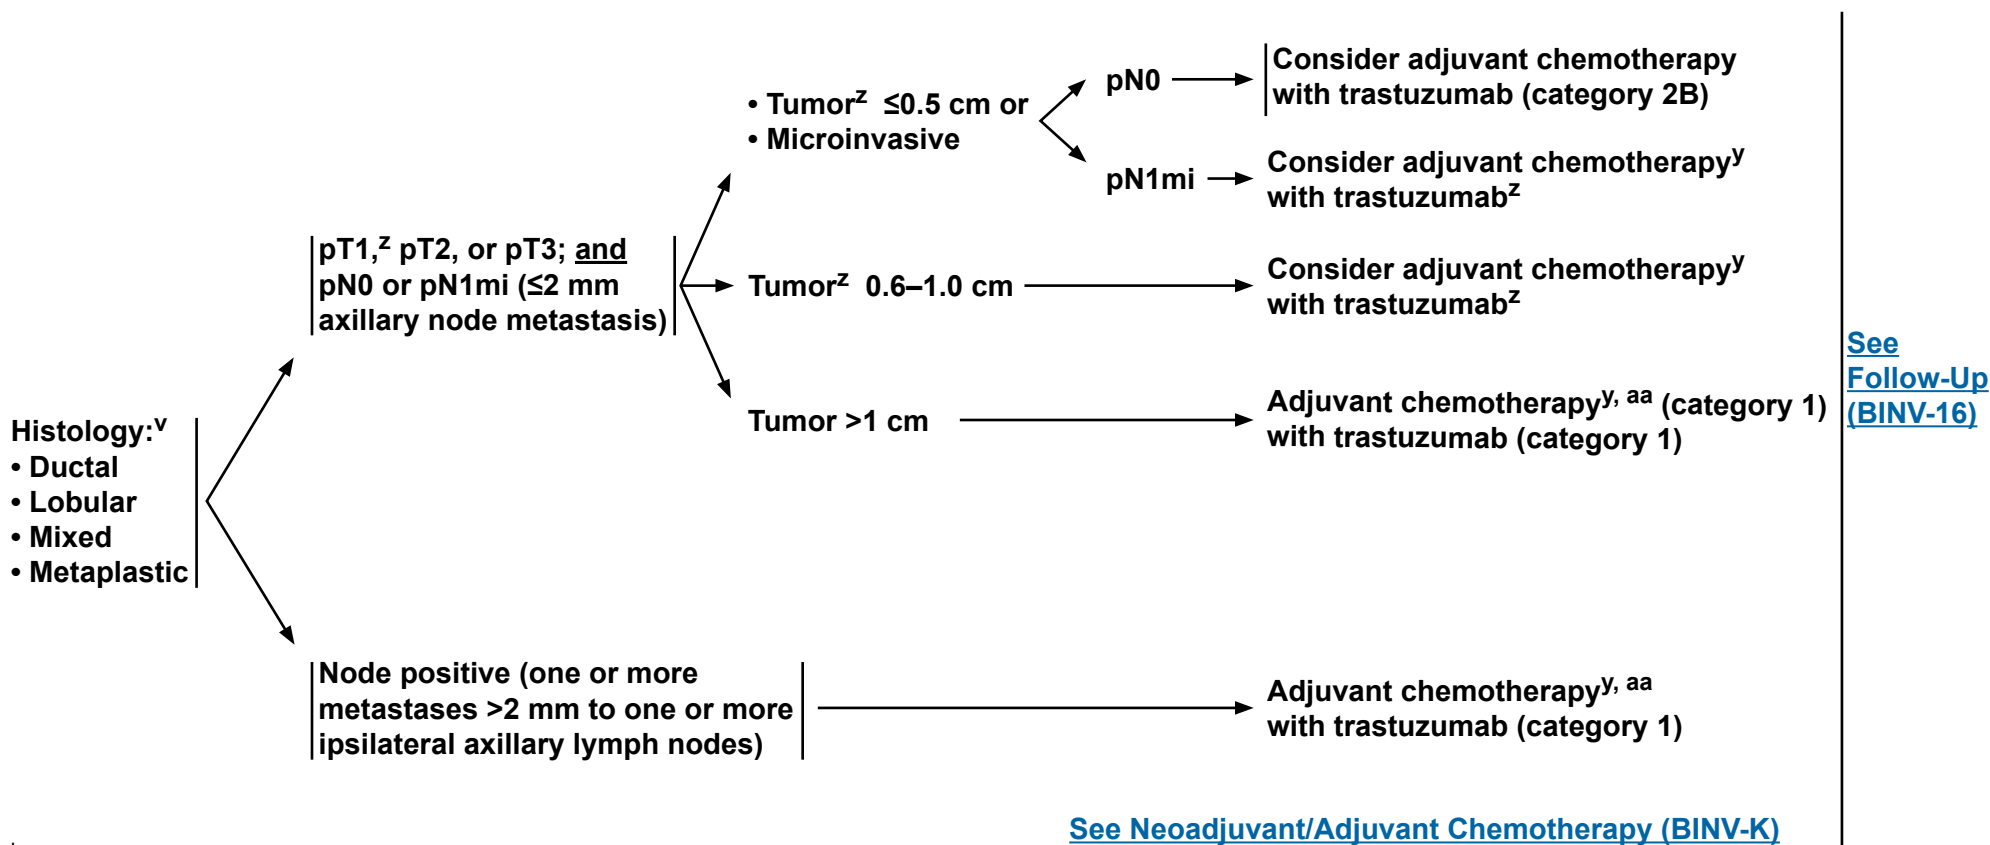 Histology:v
• Ductal
• Lobular
• Mixed
• Metaplastic
pT1,z pT2, or pT3; and
pN0 or pN1mi (≤2 mm
axillary node metastasis)
• Tumorz ≤0.5 cm or
• Microinvasive
pN0
Consider adjuvant chemotherapy
with trastuzumab (category 2B)
pN1mi
Consider adjuvant chemotherapyy
with trastuzumabz
Tumorz 0.6–1.0 cm
Consider adjuvant chemotherapyy
with trastuzumabz
Tumor >1 cm
Adjuvant chemotherapyy, aa (category 1)
with trastuzumab (category 1)
Node positive (one or more
metastases >2 mm to one or more
ipsilateral axillary lymph nodes)
Adjuvant chemotherapyy, aa
with trastuzumab (category 1)
See
Follow-Up
(BINV-16)
See Neoadjuvant/Adjuvant Chemotherapy (BINV-K)